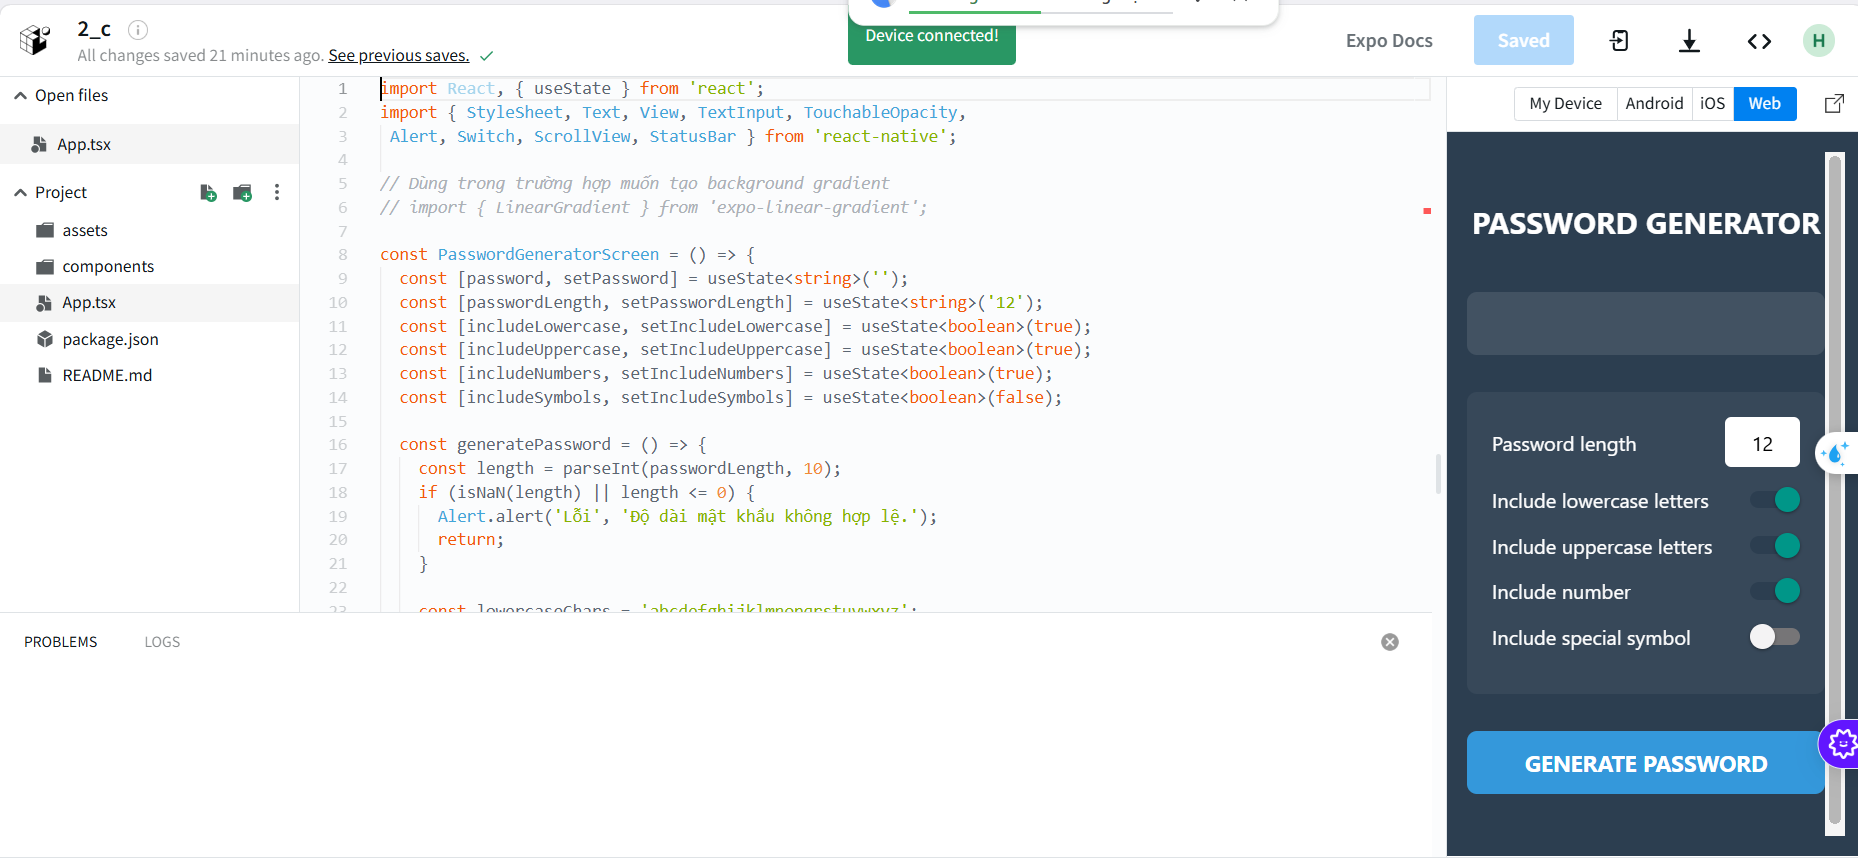 2_c
All changes saved 21 minutes ago. See previous saves.
Device connected!
Expo Docs
Saved
H
Open files
App.tsx
Project
assets
components
App.tsx
package.json
README.md
1 import React, { useState } from 'react';
2 import { StyleSheet, Text, View, TextInput, TouchableOpacity,
3 Alert, Switch, ScrollView, StatusBar } from 'react-native';
4
5 // Dùng trong trường hợp muốn tạo background gradient
6 // import { LinearGradient } from 'expo-linear-gradient';
7
8 const PasswordGeneratorScreen = () => {
9 const [password, setPassword] = useState<string>('');
10 const [passwordLength, setPasswordLength] = useState<string>('12');
11 const [includeLowercase, setIncludeLowercase] = useState<boolean>(true);
12 const [includeUppercase, setIncludeUppercase] = useState<boolean>(true);
13 const [includeNumbers, setIncludeNumbers] = useState<boolean>(true);
14 const [includeSymbols, setIncludeSymbols] = useState<boolean>(false);
15
16 const generatePassword = () => {
17 const length = parseInt(passwordLength, 10);
18 if (isNaN(length) || length <= 0) {
19 Alert.alert('Lỗi', 'Độ dài mật khẩu không hợp lệ.');
20 return;
21 }
22
23 const lowercaseChars = 'abcdefghijklmnopqrstuvwxyz';
PROBLEMS
LOGS
My Device
Android
iOS
Web
PASSWORD GENERATOR
Password length
12
Include lowercase letters
Include uppercase letters
Include number
Include special symbol
GENERATE PASSWORD